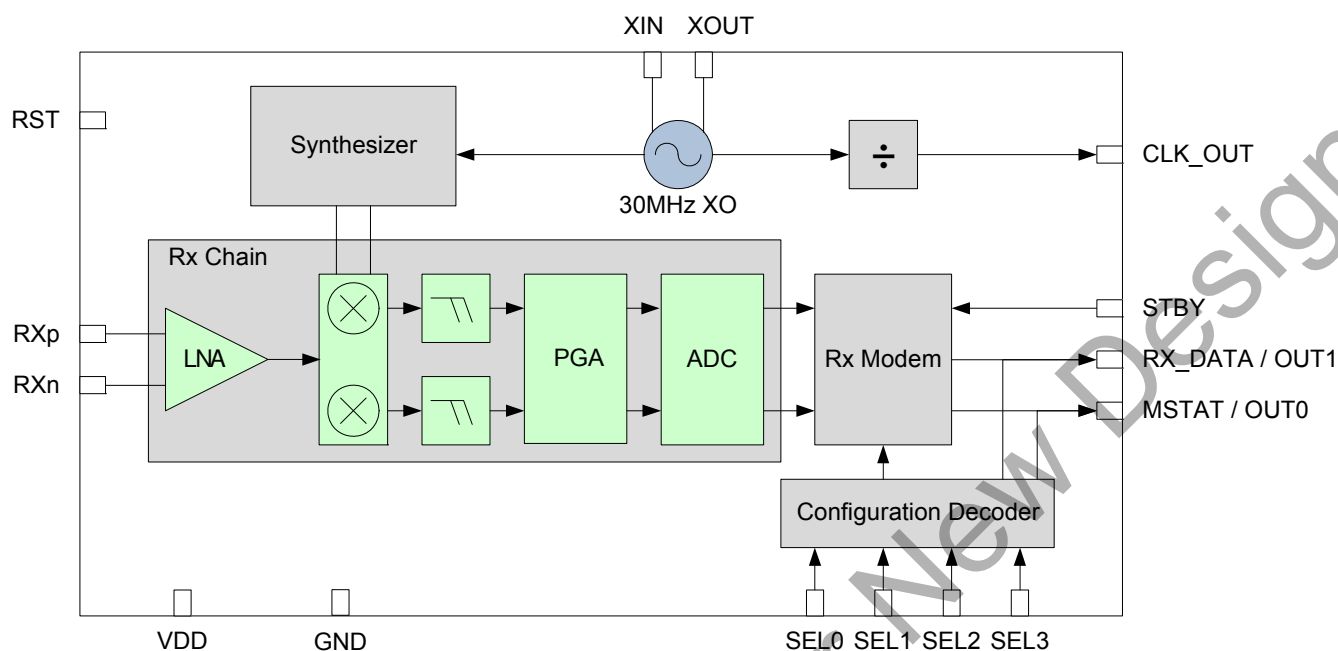 XIN XOUT
RST
Synthesizer
÷
CLK_OUT
30MHz XO
Rx Chain
RXp
RXn
LNA
PGA
ADC
Rx Modem
STBY
RX_DATA / OUT1
MSTAT / OUT0
Configuration Decoder
VDD
GND
SEL0 SEL1 SEL2 SEL3
New Design